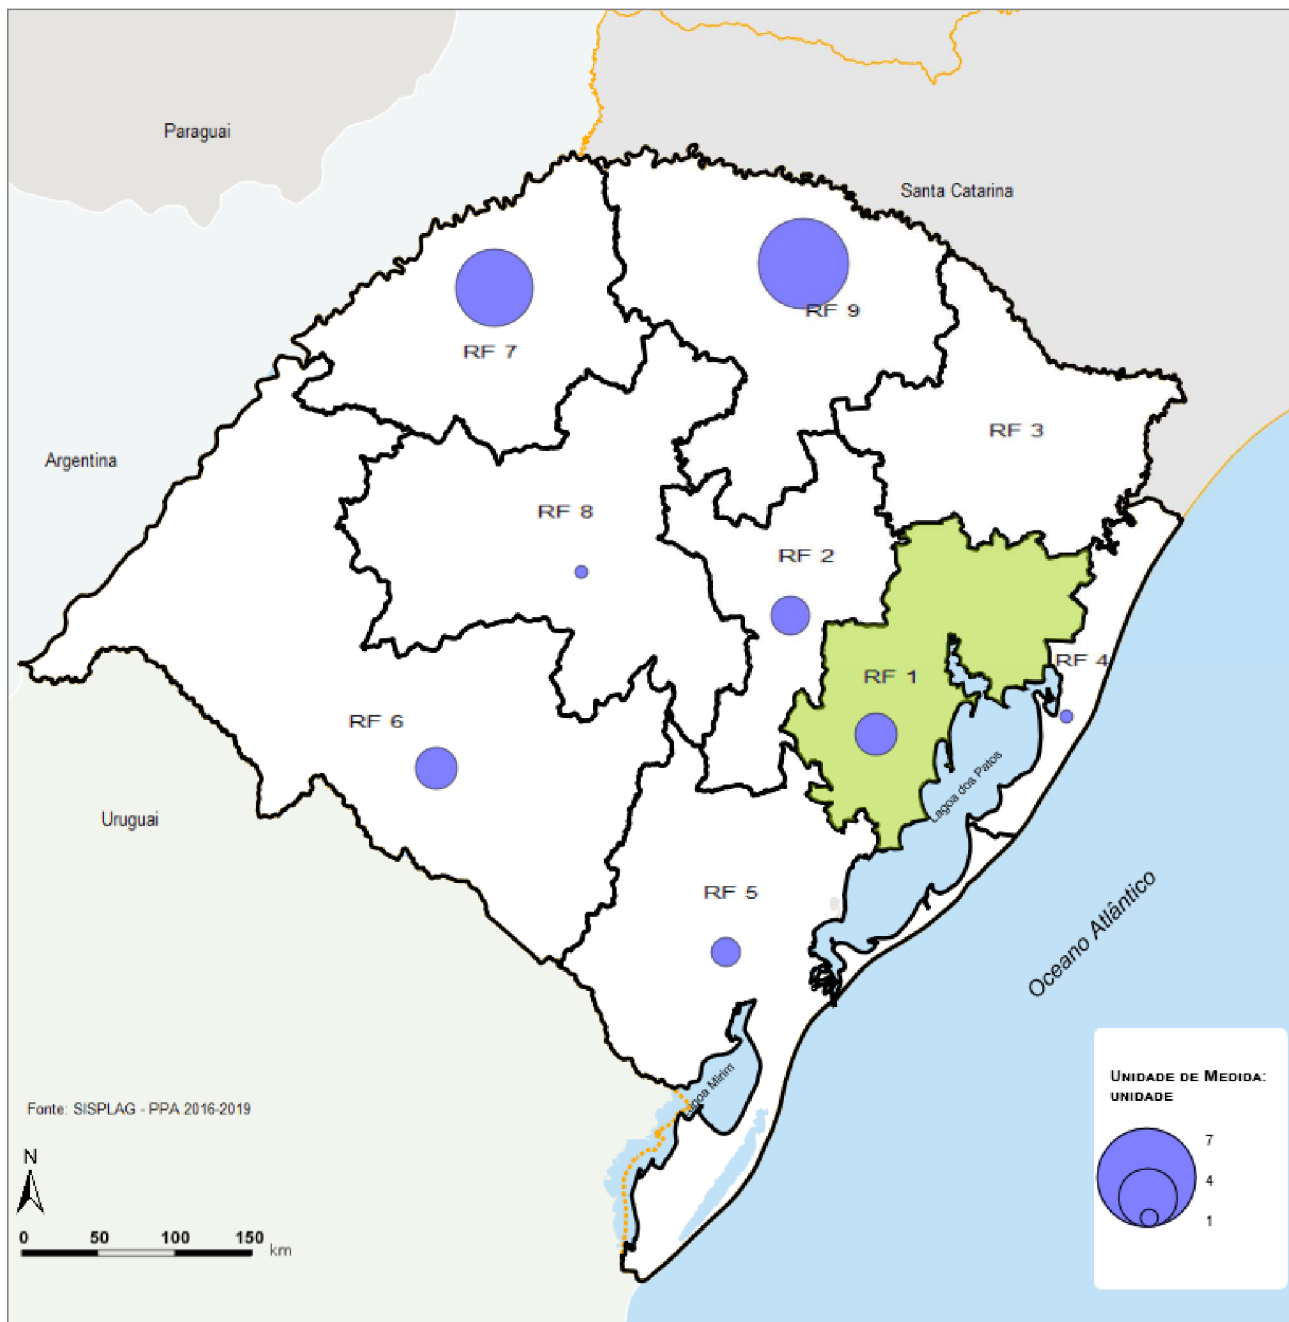 Paraguai
Santa Catarina
RF 9
RF 7
RF 3
Argentina
RF 8
RF 2
RF 4
RF 1
RF 6
Lagoa dos Patos
Uruguai
RF 5
Oceano Atlântico
Lagoa Mirim
UNIDADE DE MEDIDA:
UNIDADE
Fonte: SISPLAG - PPA 2016-2019
7
4
1
N
0 50 100 150 km